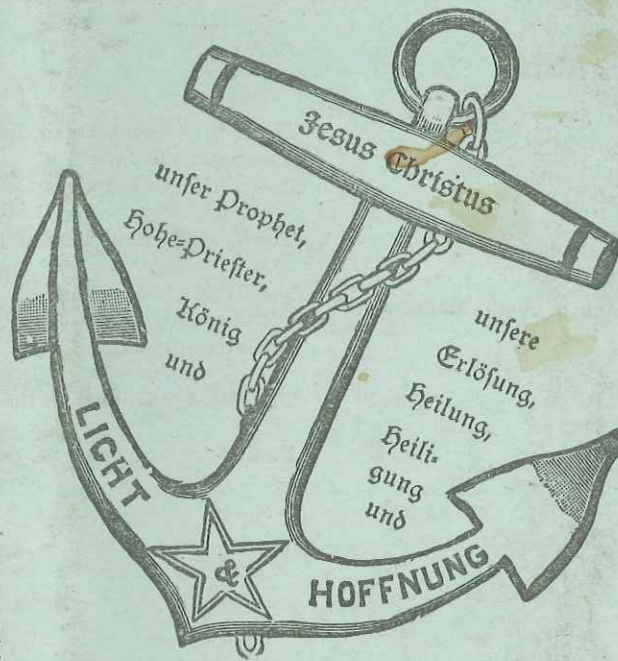 Jesus Christus
unser Prophet,
Hohe=Priester,
König
und
unsere
Erlösung,
Heilung,
Heili=
gung
und
LICHT
&
HOFFNUNG